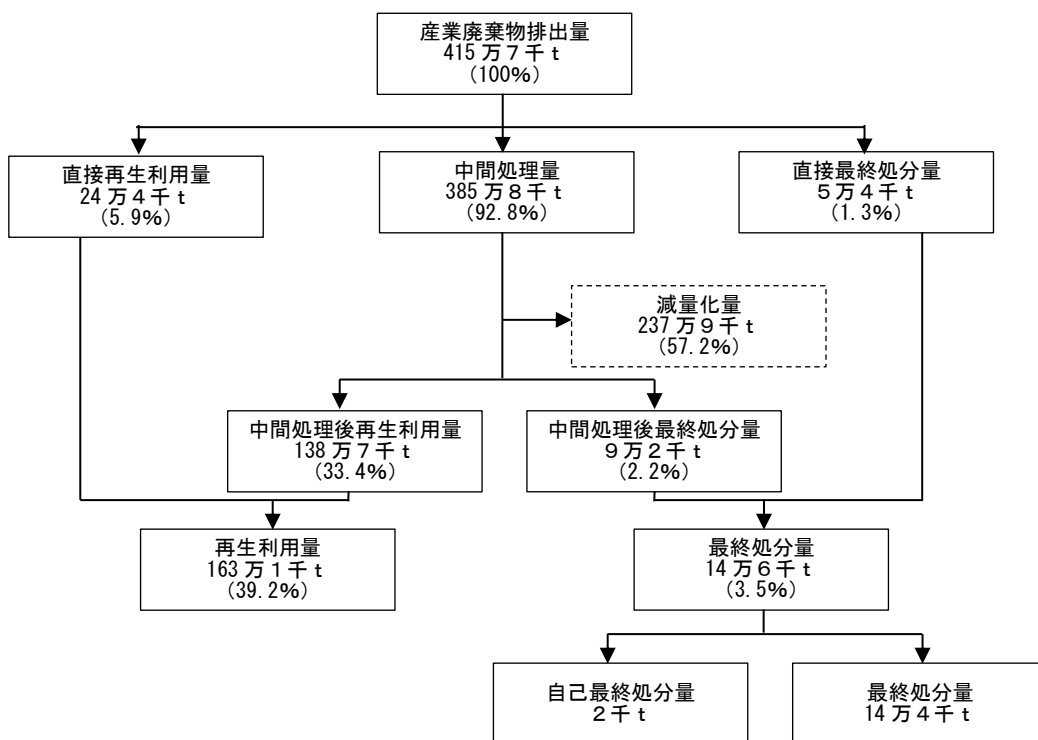 産業廃棄物排出量
415万7千t
(100%)
直接再生利用量
24万4千t
(5.9%)
中間処理量
385万8千t
(92.8%)
直接最終処分量
5万4千t
(1.3%)
減量化量
237万9千t
(57.2%)
中間処理後再生利用量
138万7千t
(33.4%)
中間処理後最終処分量
9万2千t
(2.2%)
再生利用量
163万1千t
(39.2%)
最終処分量
14万6千t
(3.5%)
自己最終処分量
2千t
最終処分量
14万4千t